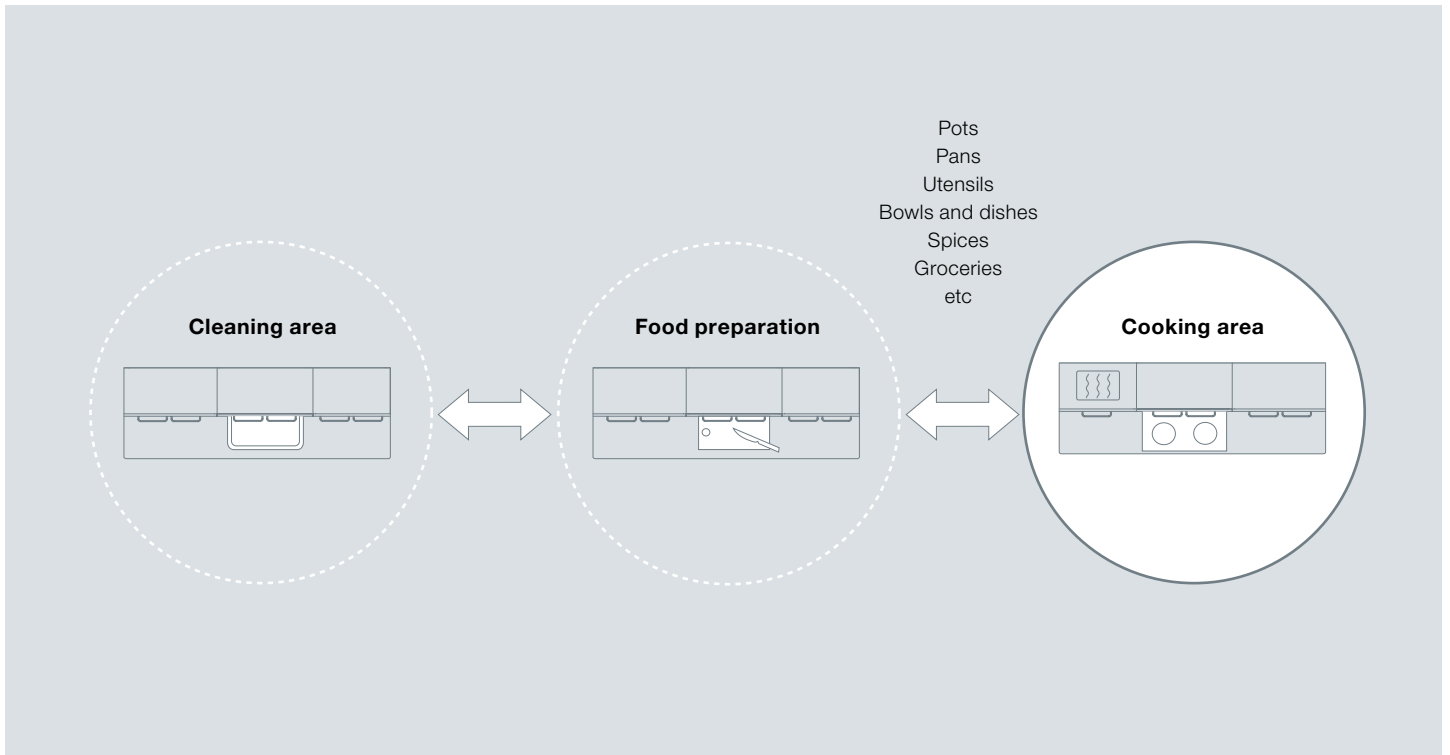 Pots
Pans
Utensils
Bowls and dishes
Spices
Groceries
etc
Cleaning area
Food preparation
Cooking area